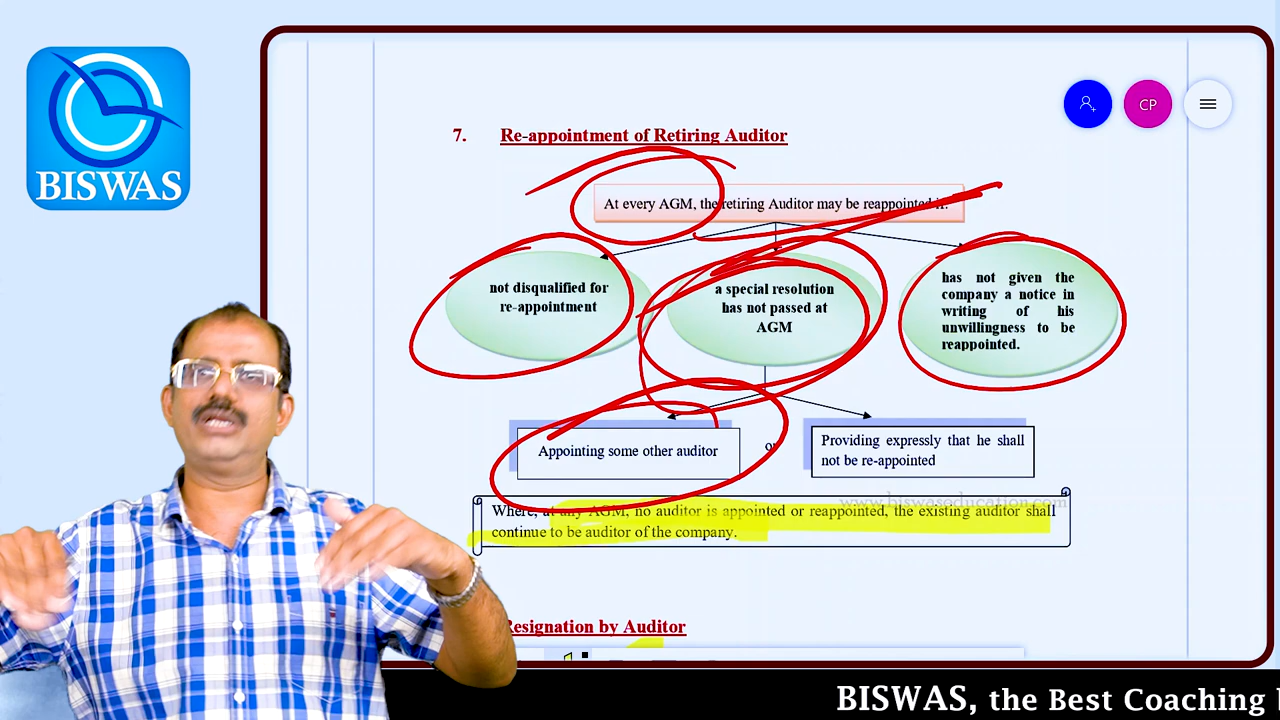 BISWAS
CP
7. Re-appointment of Retiring Auditor
At every AGM, the retiring Auditor may be reappointed if:
not disqualified for
re-appointment
a special resolution
has not passed at
AGM
has not given the
company a notice in
writing of his
unwillingness to be
reappointed.
Appointing some other auditor
or
Providing expressly that he shall
not be re-appointed
www.biswaseducation.com
Where, at any AGM, no auditor is appointed or reappointed, the existing auditor shall
continue to be auditor of the company.
Resignation by Auditor
BISWAS, the Best Coaching